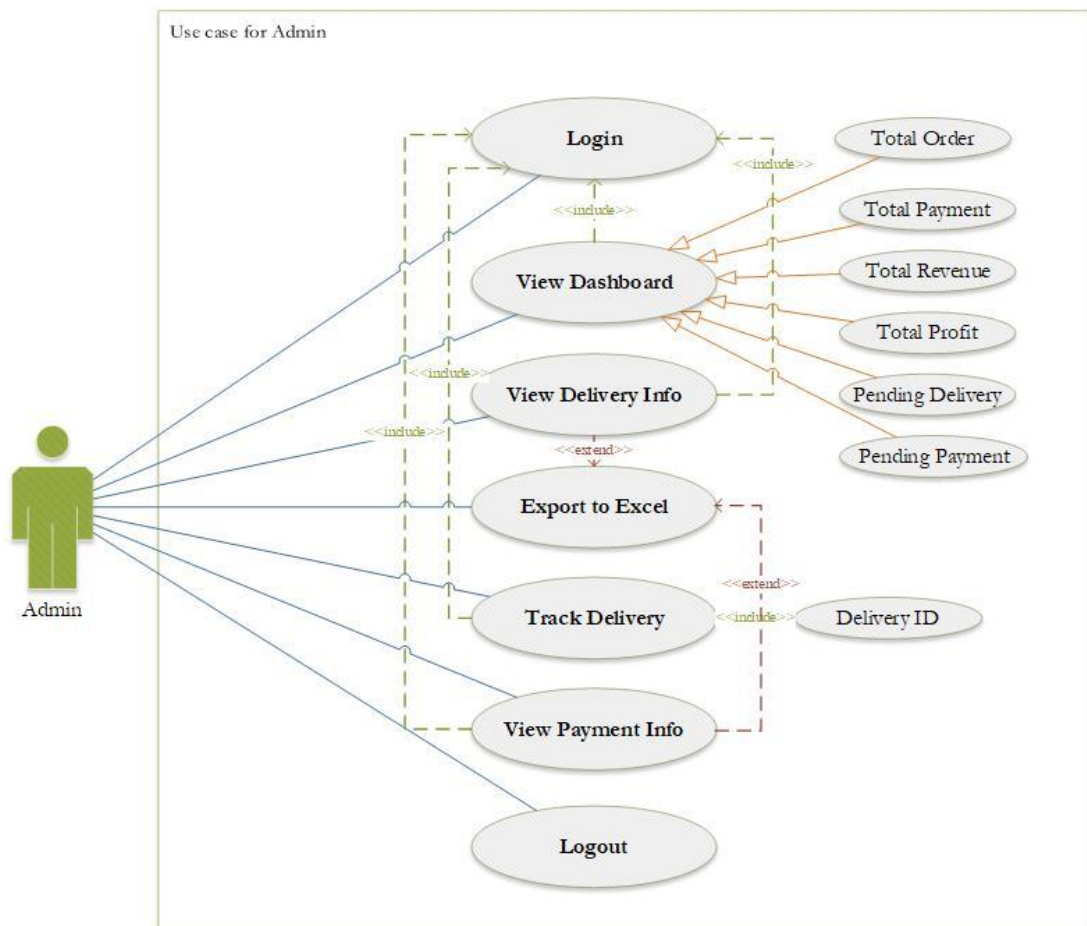 Use case for Admin
Login
Total Order
<<include>>
Total Payment
<<include>>
View Dashboard
Total Revenue
Total Profit
<<include>>
View Delivery Info
Pending Delivery
<<include>>
<<extend>>
Pending Payment
Export to Excel
<<extend>>
Admin
Track Delivery
<<include>>
Delivery ID
View Payment Info
Logout